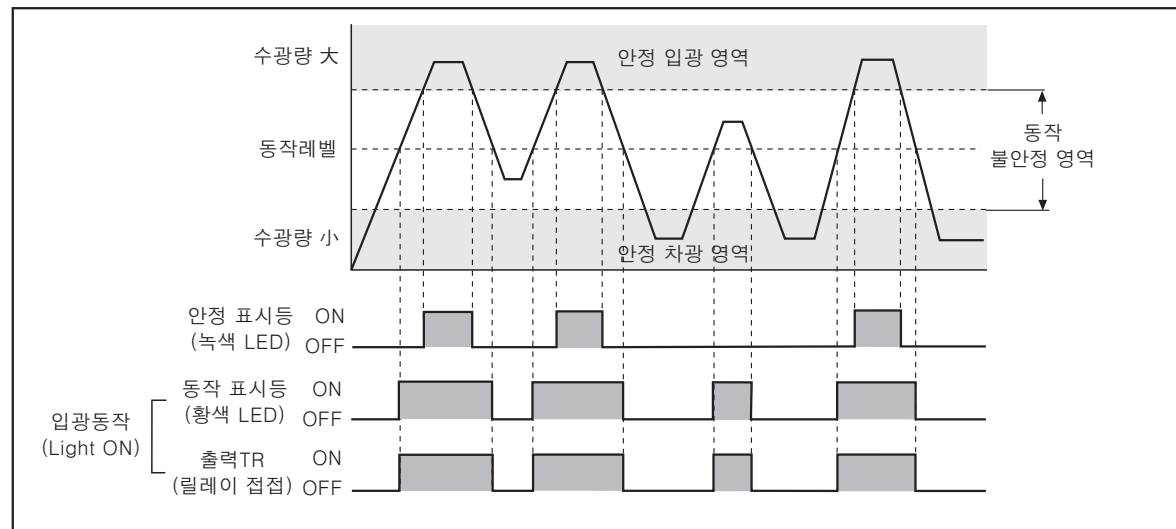 수광량 大
안정 입광 영역
동작레벨
동작
불안정 영역
수광량 小
안정 차광 영역
안정 표시등 ON
(녹색 LED) OFF
동작 표시등 ON
(황색 LED) OFF
입광동작
(Light ON)
출력TR ON
(릴레이 접점) OFF